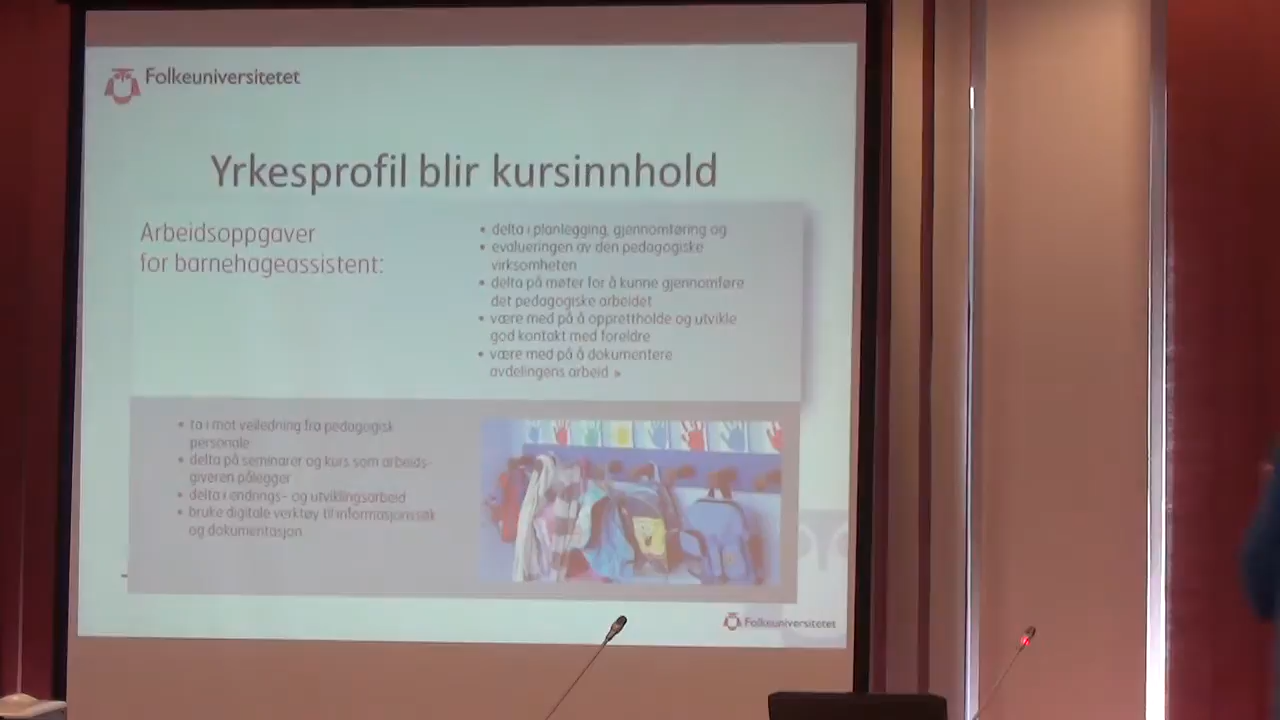 Folkeuniversitetet
Yrkesprofil blir kursinnhold
Arbeidsoppgaver
for barnehageassistent:
• delta i planlegging, gjennomføring og
• evalueringen av den pedagogiske
virksomheten
• delta på møter for å kunne gjennomføre
det pedagogiske arbeidet
• være med på å opprettholde og utvikle
god kontakt med foreldre
• være med på å dokumentere
avdelingens arbeid »
• ta i mot veiledning fra pedagogisk
personale
• delta på seminarer og kurs som arbeids-
giveren pålegger
• delta i endrings- og utviklingsarbeid
• bruke digitale verktøy til informasjonssøk
og dokumentasjon
Folkeuniversitetet